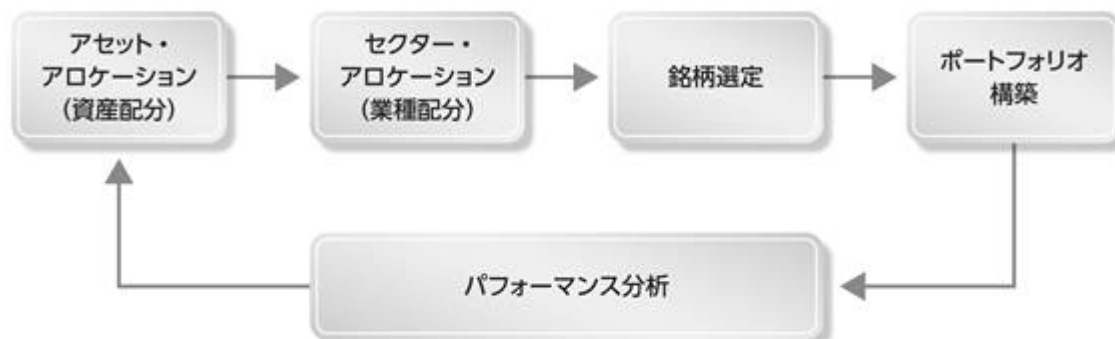 アセット・
アロケーション
(資産配分)
セクター・
アロケーション
(業種配分)
銘柄選定
ポートフォリオ
構築
パフォーマンス分析